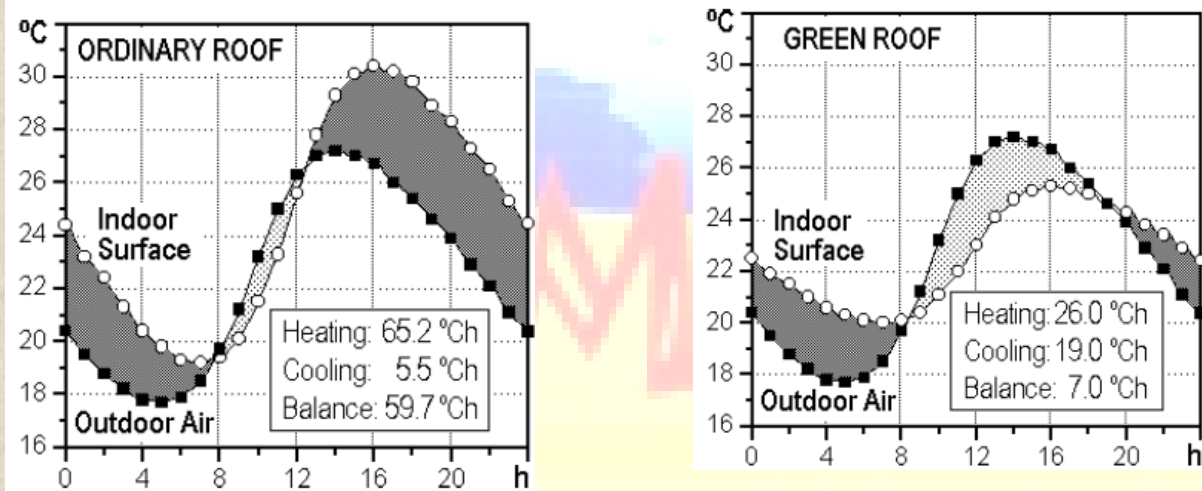 ºC
ORDINARY ROOF
30
28
26
24
22
20
18
16
Indoor
Surface
Outdoor Air
Heating: 65.2 ºCh
Cooling: 5.5 ºCh
Balance: 59.7 ºCh
0 4 8 12 16 20 h
ºC
GREEN ROOF
30
28
26
24
22
20
18
16
Indoor
Surface
Outdoor Air
Heating: 26.0 ºCh
Cooling: 19.0 ºCh
Balance: 7.0 ºCh
0 4 8 12 16 20 h